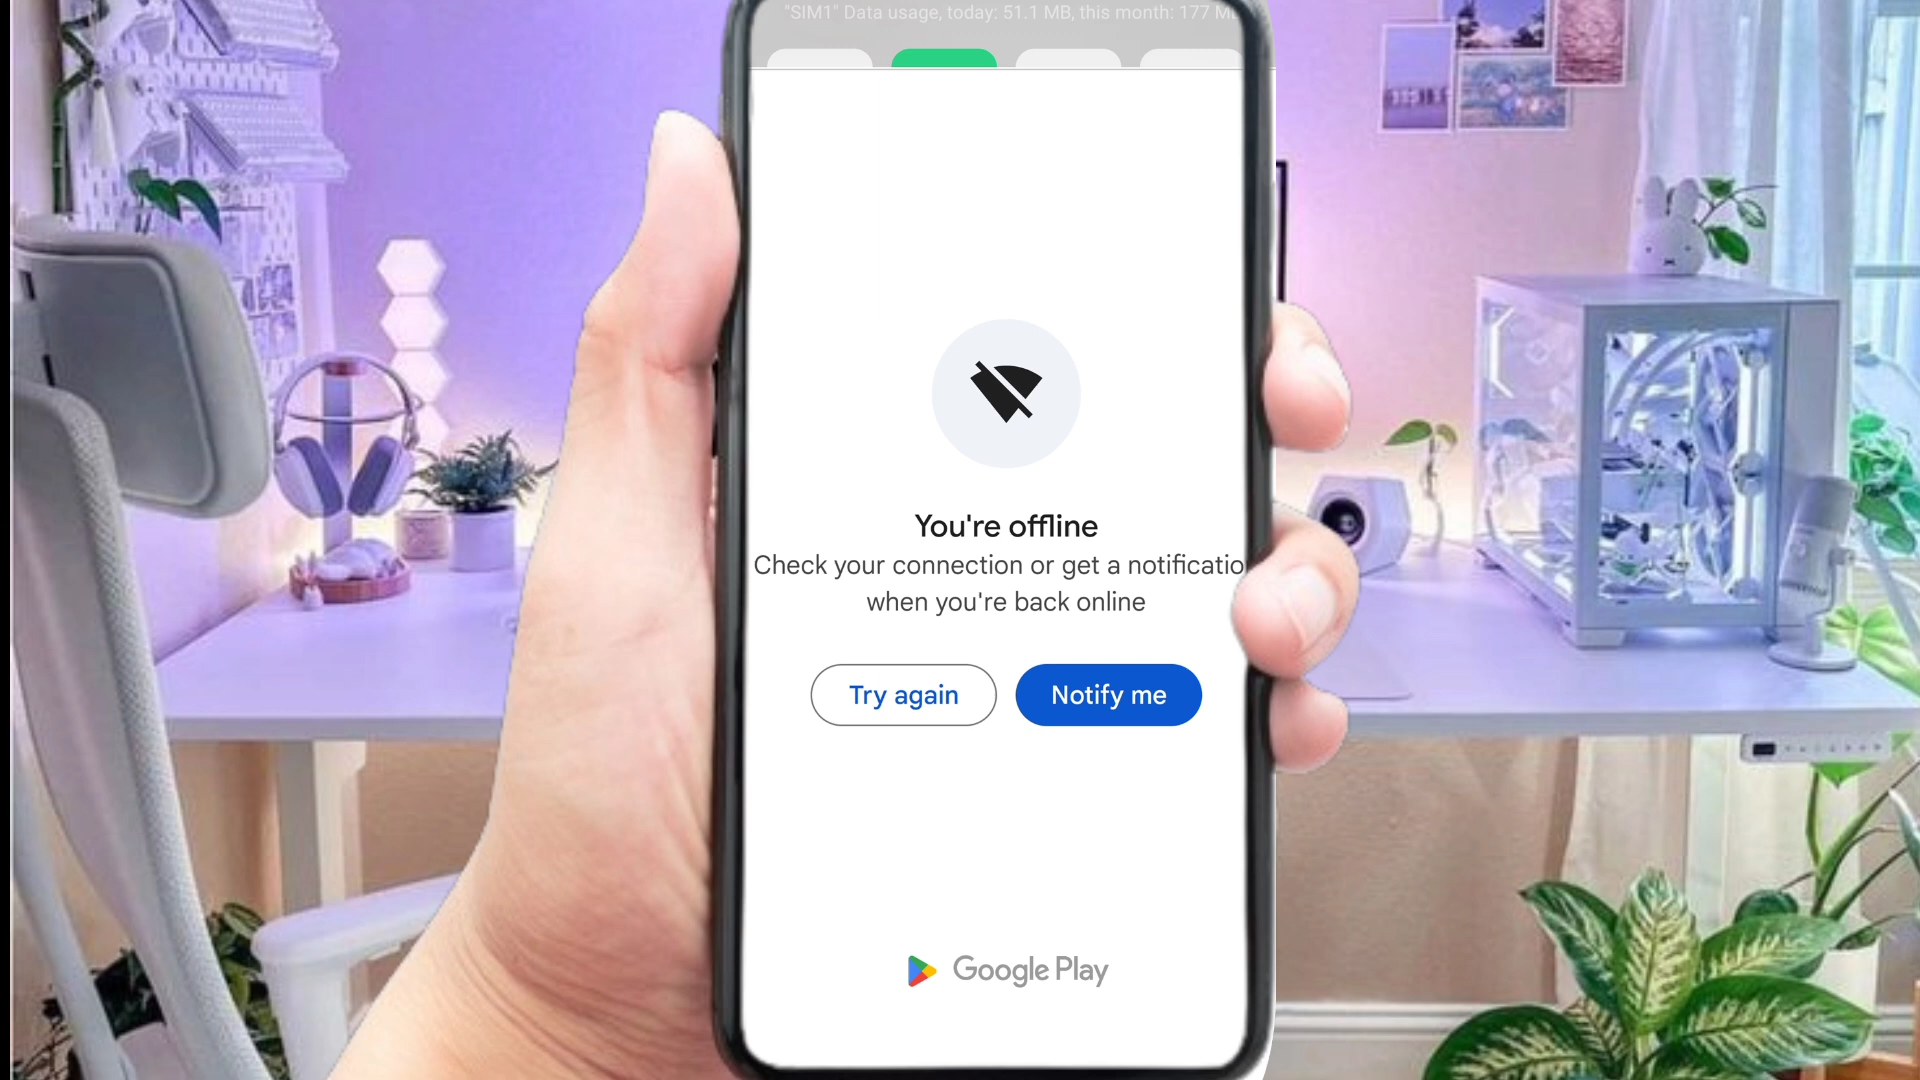 "SIM1" Data usage, today: 51.1 MB, this month: 177 M
You're offline
Check your connection or get a notificatio
when you're back online
Try again
Notify me
Google Play